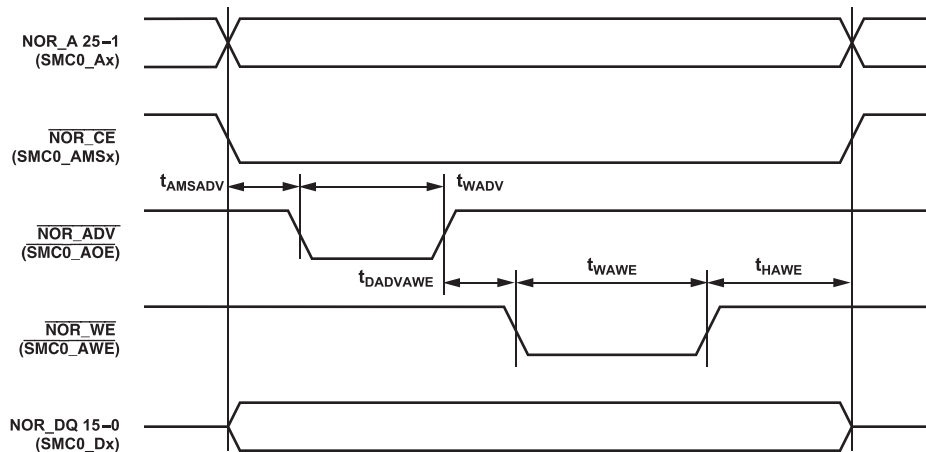 NOR_A 25–1
(SMC0_Ax)
NOR_CE
(SMC0_AMSx)
tAMSADV
tWADV
NOR_ADV
(SMC0_AOE)
tDADVAWE
tWAWE
tHAWE
NOR_WE
(SMC0_AWE)
NOR_DQ 15–0
(SMC0_Dx)